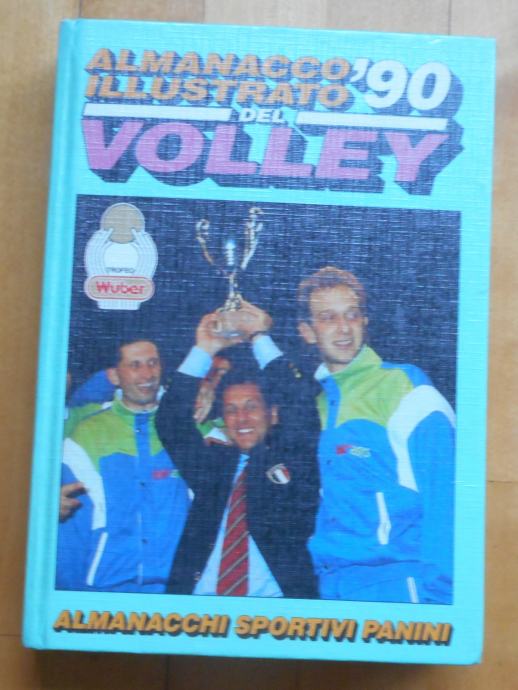 ALMANACCO '90
ILLUSTRATO
DEL
VOLLEY
TROFEO
Wuber
ALMANACCHI SPORTIVI PANINI